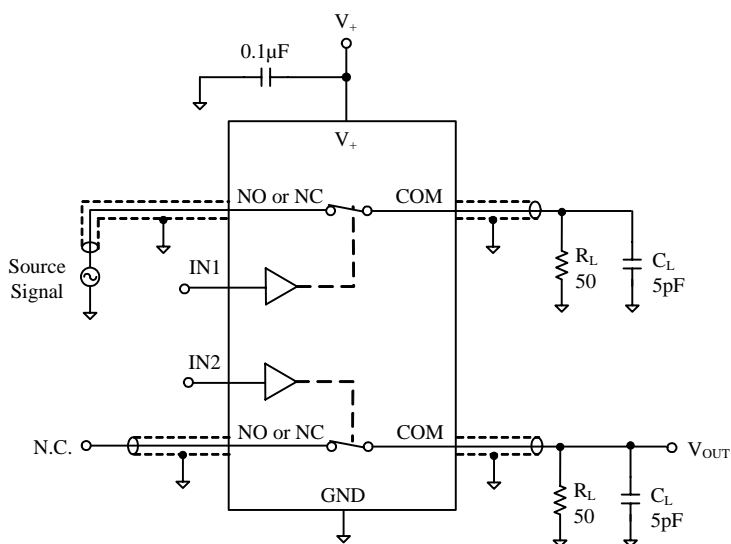 V+
0.1µF
V+
NO or NC
COM
Source
Signal
IN1
RL
50
CL
5pF
IN2
N.C.
NO or NC
COM
VOUT
GND
RL
50
CL
5pF